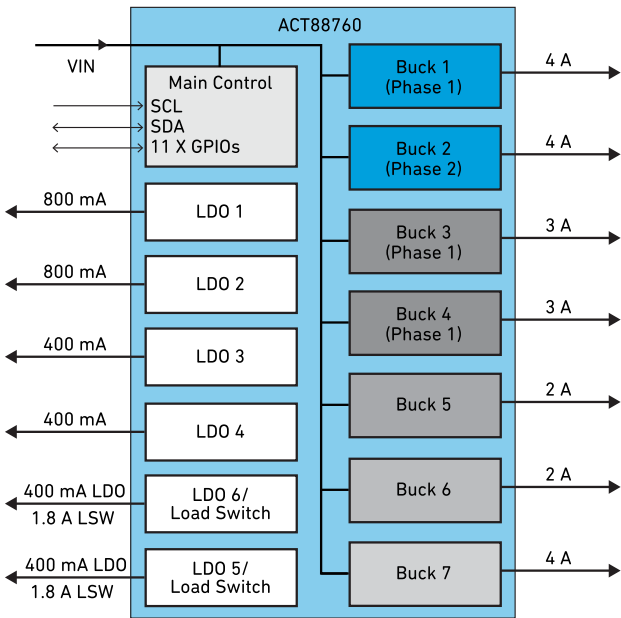 ACT88760
VIN
Main Control
SCL
SDA
11 X GPIOs
800 mA
LDO 1
800 mA
LDO 2
400 mA
LDO 3
400 mA
LDO 4
400 mA LDO
1.8 A LSW
LDO 6/
Load Switch
400 mA LDO
1.8 A LSW
LDO 5/
Load Switch
Buck 1
(Phase 1)
4 A
Buck 2
(Phase 2)
4 A
Buck 3
(Phase 1)
3 A
Buck 4
(Phase 1)
3 A
Buck 5
2 A
Buck 6
2 A
Buck 7
4 A